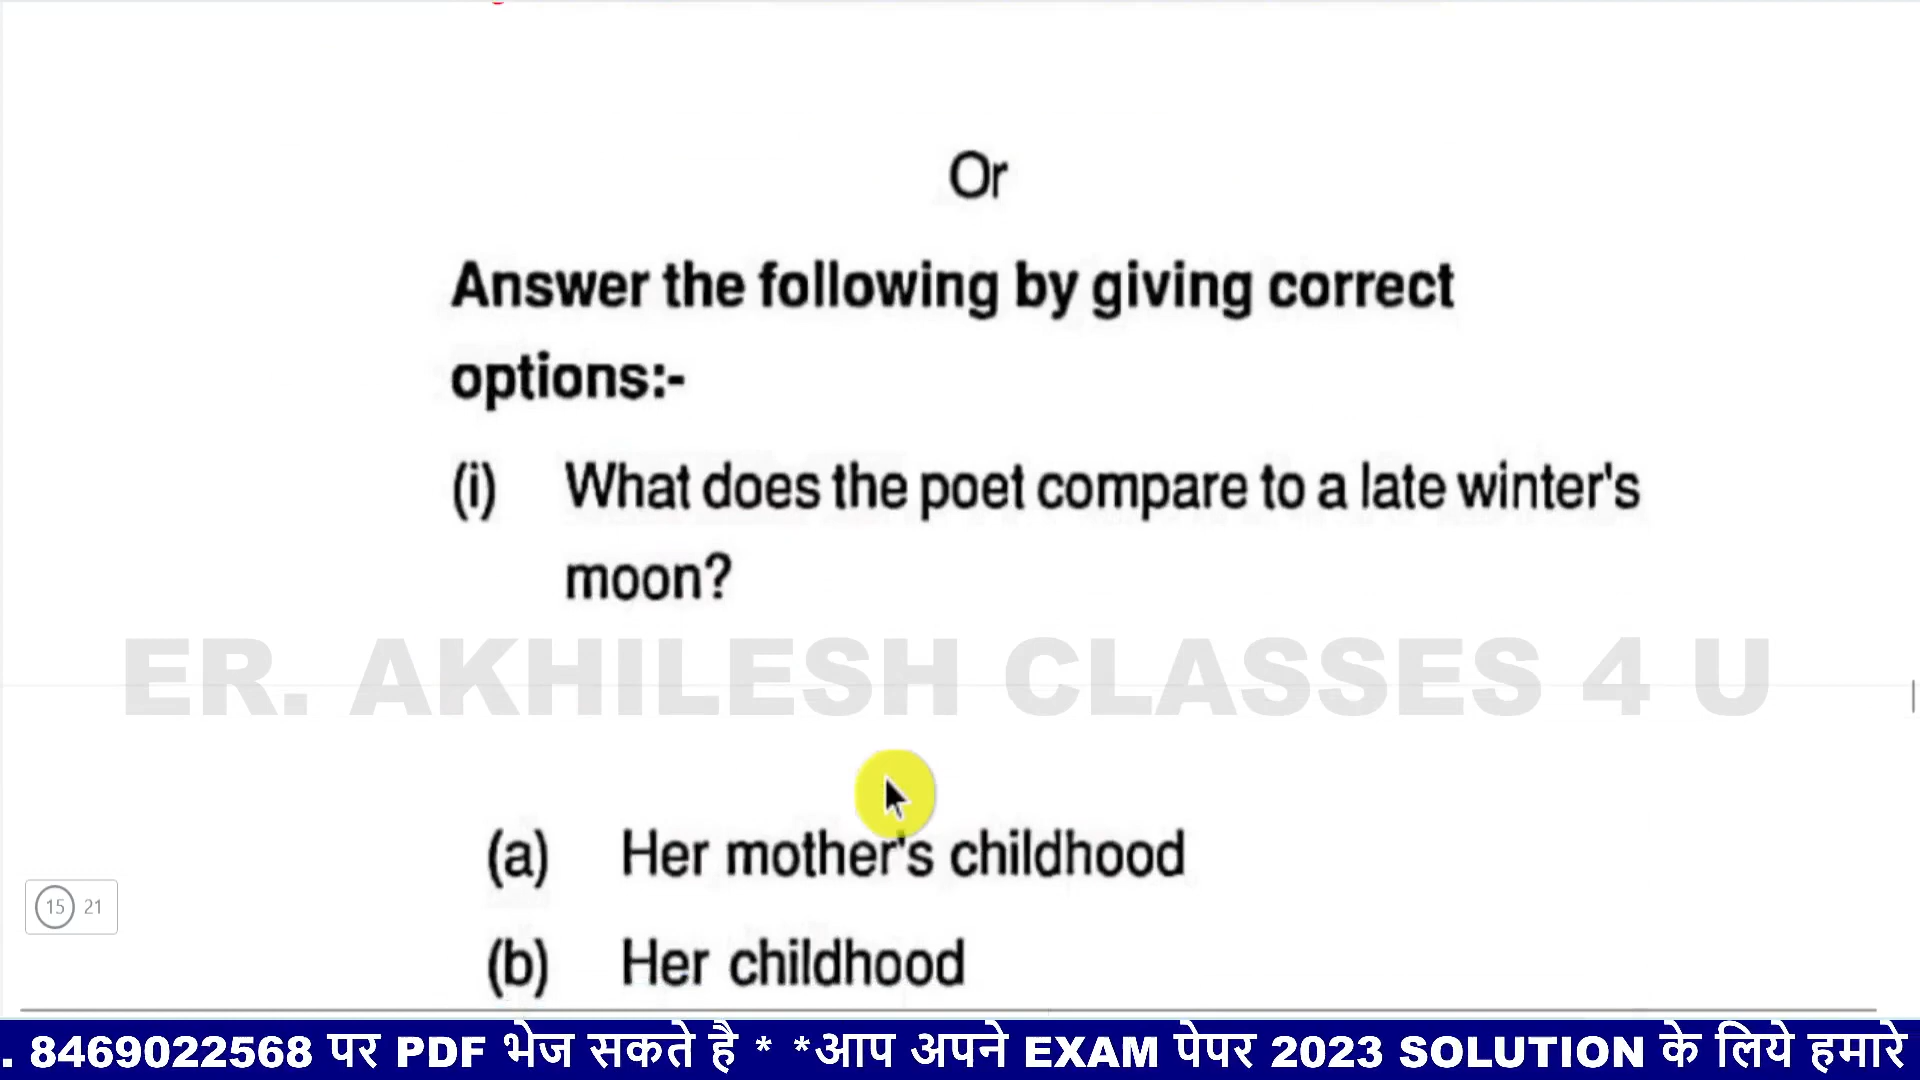 Or
Answer the following by giving correct
options:-
(i) What does the poet compare to a late winter's
moon?
ER. AKHILESH CLASSES 4 U
(a) Her mother's childhood
15 21
(b) Her childhood
. 8469022568 पर PDF भेज सकते है * *आप अपने EXAM पेपर 2023 SOLUTION के लिये हमारे